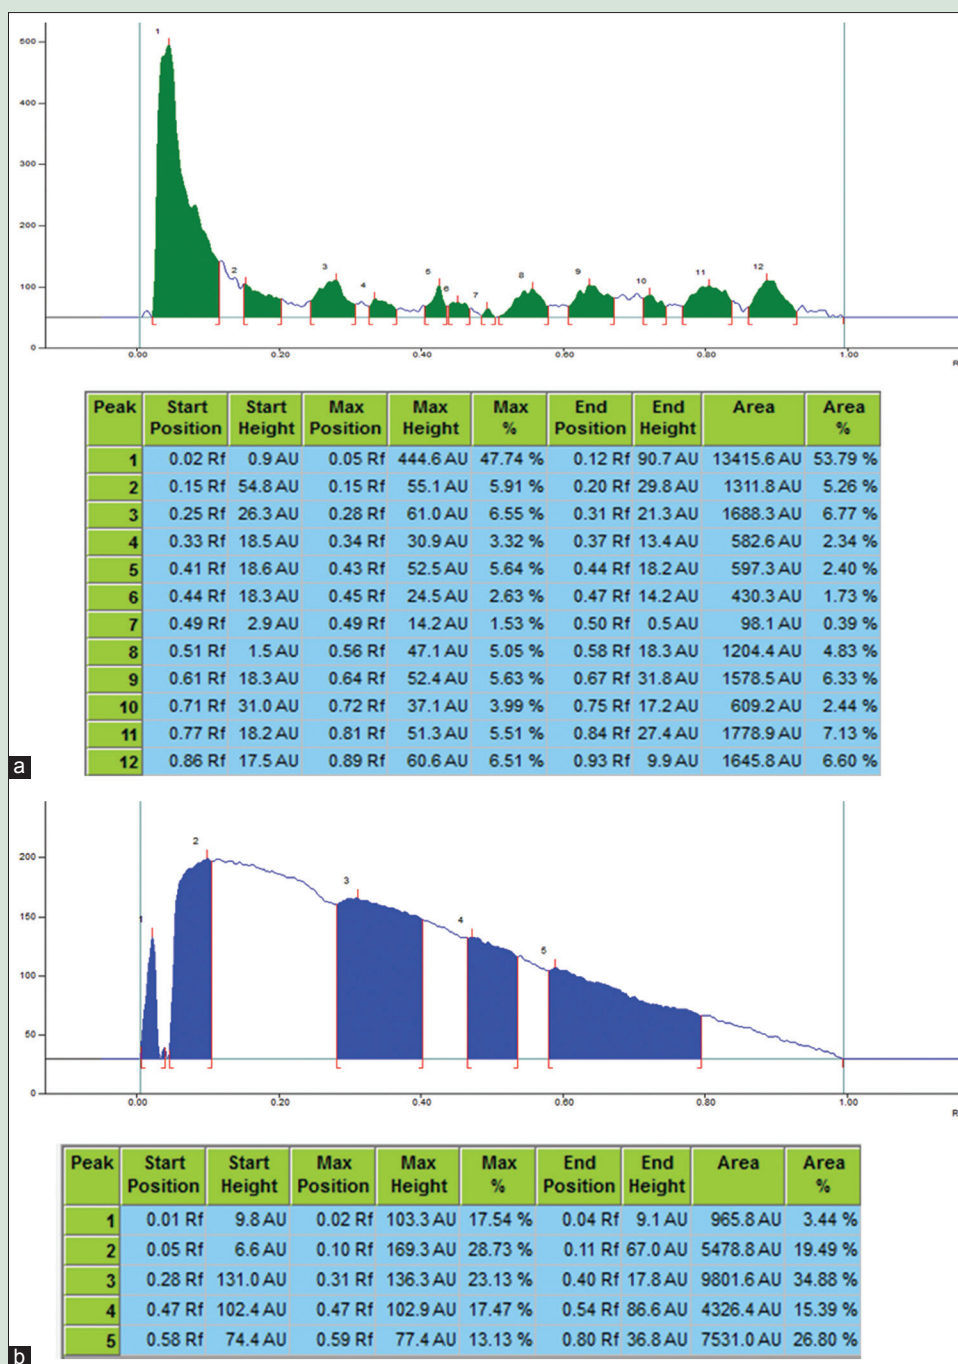 1
500
400
300
200
100
0
2
3
4
5
6
7
8
9
10
11
12
0.00 0.20 0.40 0.60 0.80 1.00
R
Peak Start Position Start Height Max Position Max Height Max % End Position End Height Area Area %
1 0.02 Rf 0.9 AU 0.05 Rf 444.6 AU 47.74 % 0.12 Rf 90.7 AU 13415.6 AU 53.79 %
2 0.15 Rf 54.8 AU 0.15 Rf 55.1 AU 5.91 % 0.20 Rf 29.8 AU 1311.8 AU 5.26 %
3 0.25 Rf 26.3 AU 0.28 Rf 61.0 AU 6.55 % 0.31 Rf 21.3 AU 1688.3 AU 6.77 %
4 0.33 Rf 18.5 AU 0.34 Rf 30.9 AU 3.32 % 0.37 Rf 13.4 AU 582.6 AU 2.34 %
5 0.41 Rf 18.6 AU 0.43 Rf 52.5 AU 5.64 % 0.44 Rf 18.2 AU 597.3 AU 2.40 %
6 0.44 Rf 18.3 AU 0.45 Rf 24.5 AU 2.63 % 0.47 Rf 14.2 AU 430.3 AU 1.73 %
7 0.49 Rf 2.9 AU 0.49 Rf 14.2 AU 1.53 % 0.50 Rf 0.5 AU 98.1 AU 0.39 %
8 0.51 Rf 1.5 AU 0.56 Rf 47.1 AU 5.05 % 0.58 Rf 18.3 AU 1204.4 AU 4.83 %
9 0.61 Rf 18.3 AU 0.64 Rf 52.4 AU 5.63 % 0.67 Rf 31.8 AU 1578.5 AU 6.33 %
10 0.71 Rf 31.0 AU 0.72 Rf 37.1 AU 3.99 % 0.75 Rf 17.2 AU 609.2 AU 2.44 %
11 0.77 Rf 18.2 AU 0.81 Rf 51.3 AU 5.51 % 0.84 Rf 27.4 AU 1778.9 AU 7.13 %
12 0.86 Rf 17.5 AU 0.89 Rf 60.6 AU 6.51 % 0.93 Rf 9.9 AU 1645.8 AU 6.60 %
a
200
150
100
50
0
1
2
3
4
5
0.00 0.20 0.40 0.60 0.80 1.00
R
Peak Start Position Start Height Max Position Max Height Max % End Position End Height Area Area %
1 0.01 Rf 9.8 AU 0.02 Rf 103.3 AU 17.54 % 0.04 Rf 9.1 AU 965.8 AU 3.44 %
2 0.05 Rf 6.6 AU 0.10 Rf 169.3 AU 28.73 % 0.11 Rf 67.0 AU 5478.8 AU 19.49 %
3 0.28 Rf 131.0 AU 0.31 Rf 136.3 AU 23.13 % 0.40 Rf 17.8 AU 9801.6 AU 34.88 %
4 0.47 Rf 102.4 AU 0.47 Rf 102.9 AU 17.47 % 0.54 Rf 86.6 AU 4326.4 AU 15.39 %
5 0.58 Rf 74.4 AU 0.59 Rf 77.4 AU 13.13 % 0.80 Rf 36.8 AU 7531.0 AU 26.80 %
b